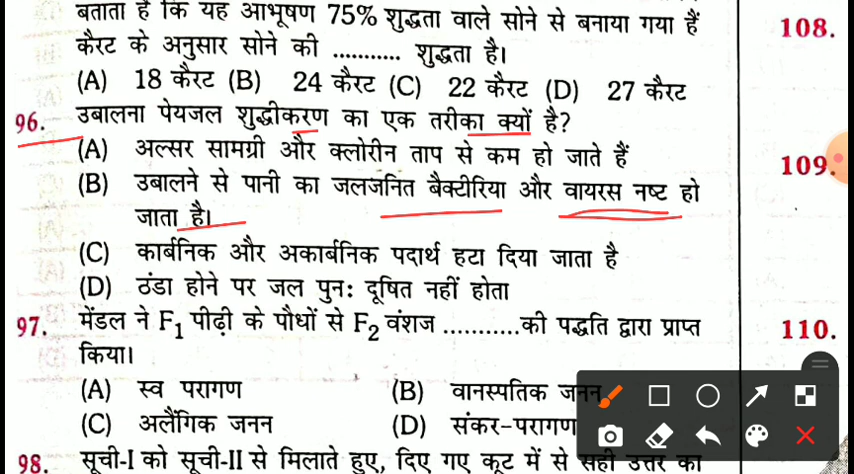 बताता है कि यह आभूषण 75% शुद्धता वाले सोने से बनाया गया हैं
कैरट के अनुसार सोने की ........... शुद्धता है।
(A) 18 कैरट (B) 24 कैरट (C) 22 कैरट (D) 27 कैरट
96. उबालना पेयजल शुद्धीकरण का एक तरीका क्यों है?
(A) अल्सर सामग्री और क्लोरीन ताप से कम हो जाते हैं
(B) उबालने से पानी का जलजनित बैक्टीरिया और वायरस नष्ट हो
जाता है।
(C) कार्बनिक और अकार्बनिक पदार्थ हटा दिया जाता है
(D) ठंडा होने पर जल पुनः दूषित नहीं होता
97. मेंडल ने F1 पीढ़ी के पौधों से F2 वंशज ...........की पद्धति द्वारा प्राप्त
किया।
(A) स्व परागण (B) वानस्पतिक जनन
(C) अलैंगिक जनन (D) संकर-परागण
98. सूची-I को सूची-II से मिलाते हुए, दिए गए कूट में से सही उत्तर का
108.
109.
110.